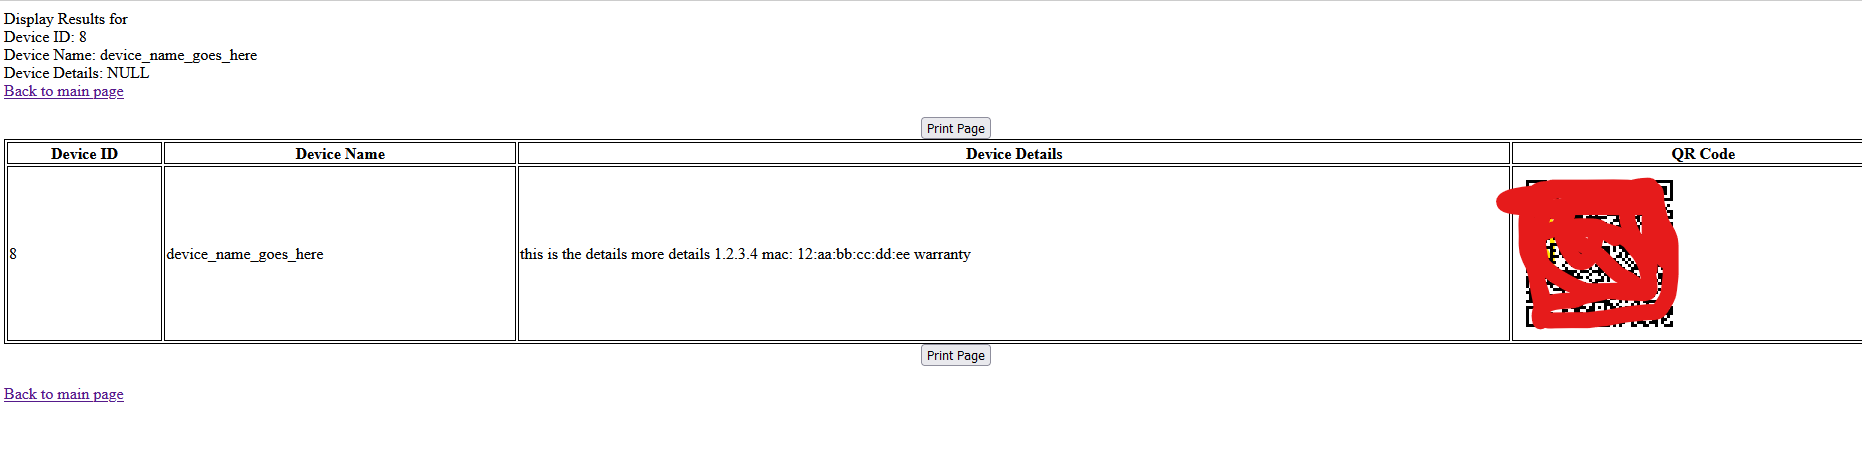 Display Results for
Device ID: 8
Device Name: device_name_goes_here
Device Details: NULL
Back to main page
Print Page
Device ID Device Name Device Details QR Code
8 device_name_goes_here this is the details more details 1.2.3.4 mac: 12:aa:bb:cc:dd:ee warranty
Print Page
Back to main page